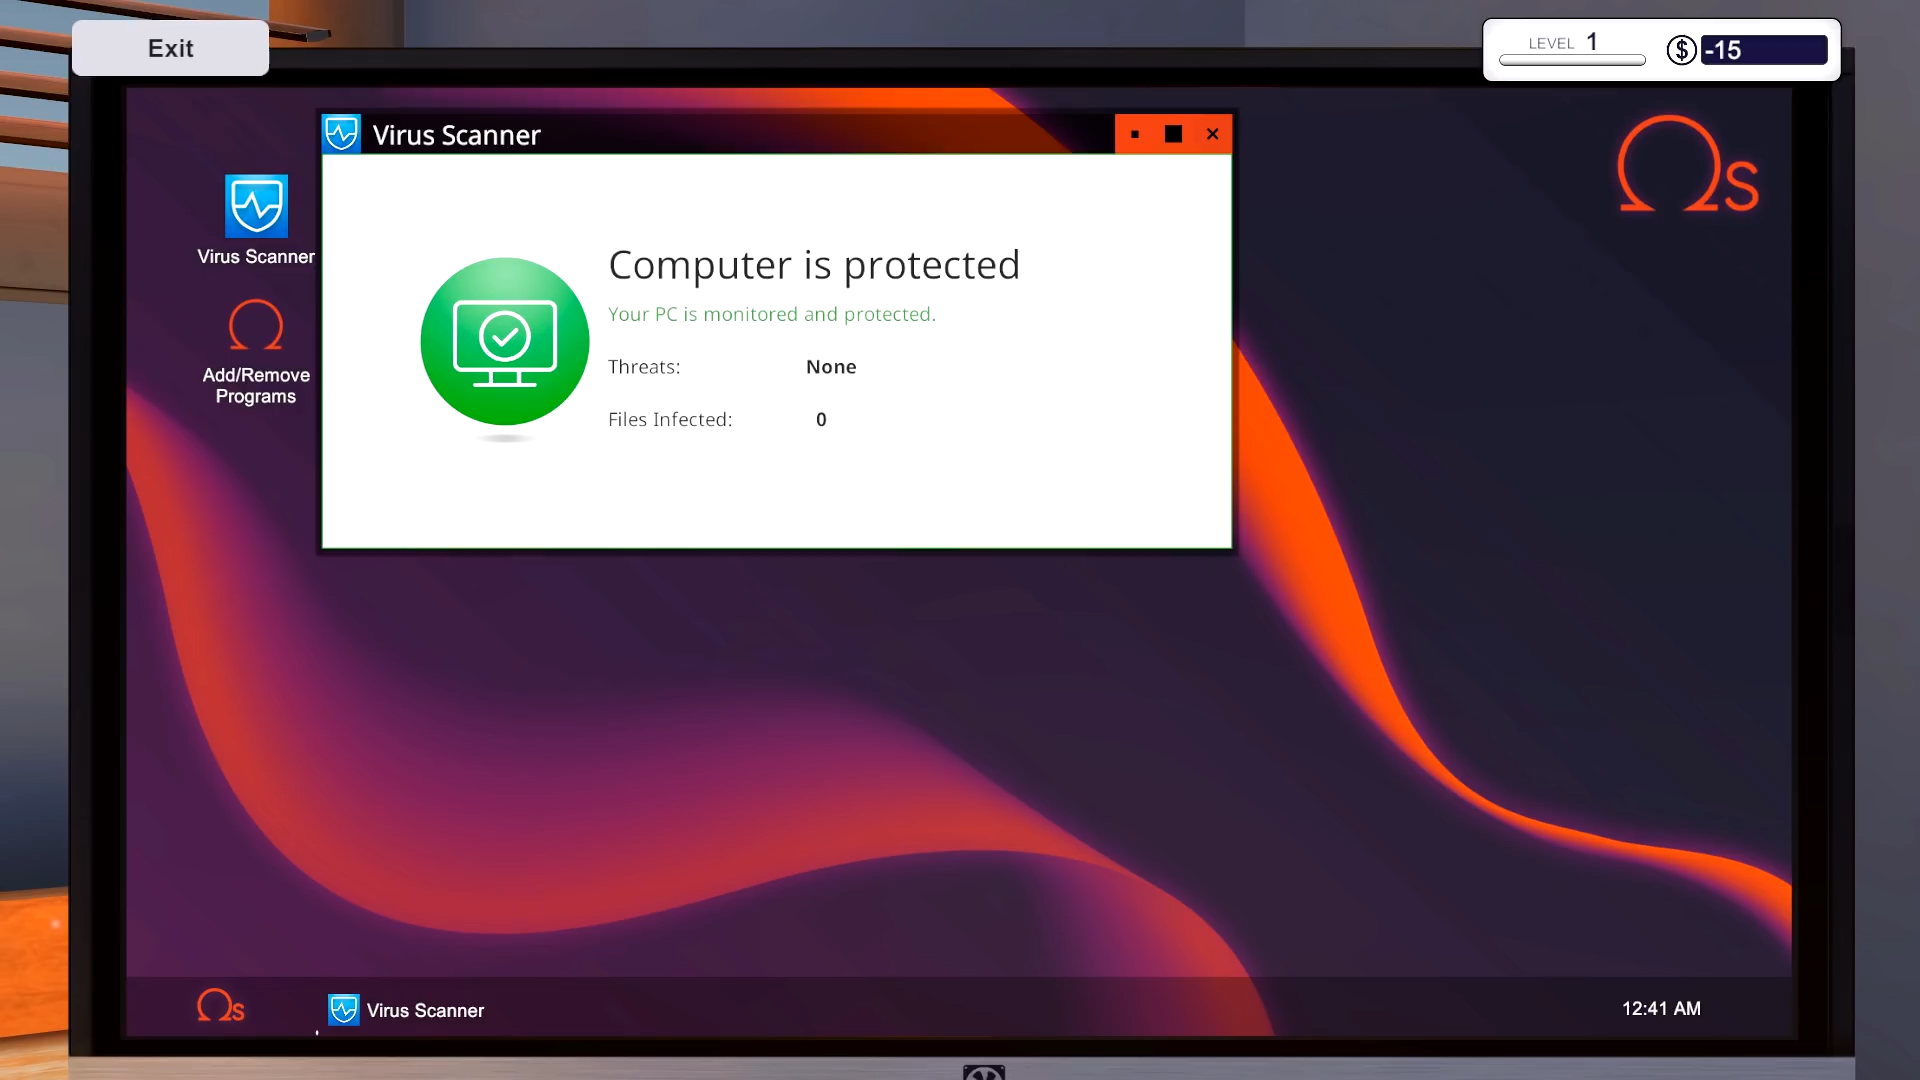 Exit
LEVEL 1
$ -15
Virus Scanner
Ωs
Virus Scanner
Computer is protected
Your PC is monitored and protected.
Threats: None
Files Infected: 0
Add/Remove
Programs
Ωs
Virus Scanner
12:41 AM